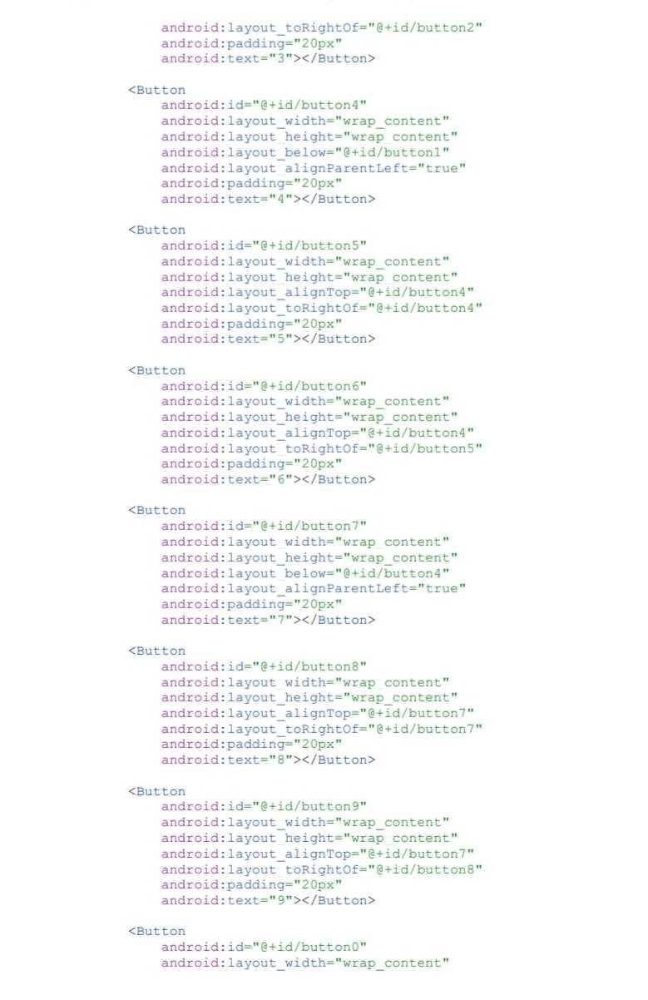 android:layout_toRightOf="@+id/button2"
android:padding="20px"
android:text="3"></Button>
<Button
android:id="@+id/button4"
android:layout_width="wrap_content"
android:layout_height="wrap_content"
android:layout_below="@+id/button1"
android:layout_alignParentLeft="true"
android:padding="20px"
android:text="4"></Button>
<Button
android:id="@+id/button5"
android:layout_width="wrap_content"
android:layout_height="wrap_content"
android:layout_alignTop="@+id/button4"
android:layout_toRightOf="@+id/button4"
android:padding="20px"
android:text="5"></Button>
<Button
android:id="@+id/button6"
android:layout_width="wrap_content"
android:layout_height="wrap_content"
android:layout_alignTop="@+id/button4"
android:layout_toRightOf="@+id/button5"
android:padding="20px"
android:text="6"></Button>
<Button
android:id="@+id/button7"
android:layout_width="wrap_content"
android:layout_height="wrap_content"
android:layout_below="@+id/button4"
android:layout_alignParentLeft="true"
android:padding="20px"
android:text="7"></Button>
<Button
android:id="@+id/button8"
android:layout_width="wrap_content"
android:layout_height="wrap_content"
android:layout_alignTop="@+id/button7"
android:layout_toRightOf="@+id/button7"
android:padding="20px"
android:text="8"></Button>
<Button
android:id="@+id/button9"
android:layout_width="wrap_content"
android:layout_height="wrap_content"
android:layout_alignTop="@+id/button7"
android:layout_toRightOf="@+id/button8"
android:padding="20px"
android:text="9"></Button>
<Button
android:id="@+id/button0"
android:layout_width="wrap_content"